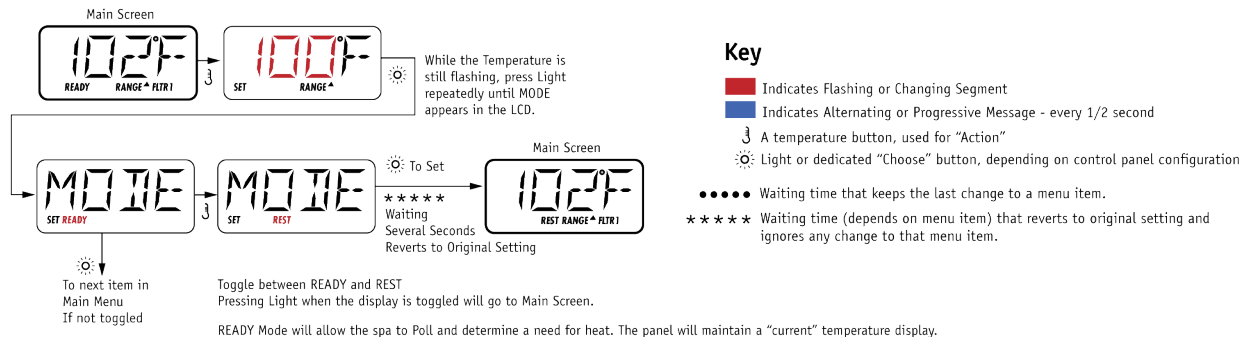 Main Screen
102°F
READY RANGE FLTR1
100°F
SET RANGE
While the Temperature is
still flashing, press Light
repeatedly until MODE
appears in the LCD.
MODE
SET READY
MODE
SET REST
To Set
*****
Waiting
Several Seconds
Reverts to Original Setting
Main Screen
102°F
REST RANGE FLTR1
To next item in
Main Menu
If not toggled
Toggle between READY and REST
Pressing Light when the display is toggled will go to Main Screen.
READY Mode will allow the spa to Poll and determine a need for heat. The panel will maintain a “current” temperature display.
Key
Indicates Flashing or Changing Segment
Indicates Alternating or Progressive Message - every 1/2 second
A temperature button, used for “Action”
Light or dedicated “Choose” button, depending on control panel configuration
••••• Waiting time that keeps the last change to a menu item.
***** Waiting time (depends on menu item) that reverts to original setting and
ignores any change to that menu item.